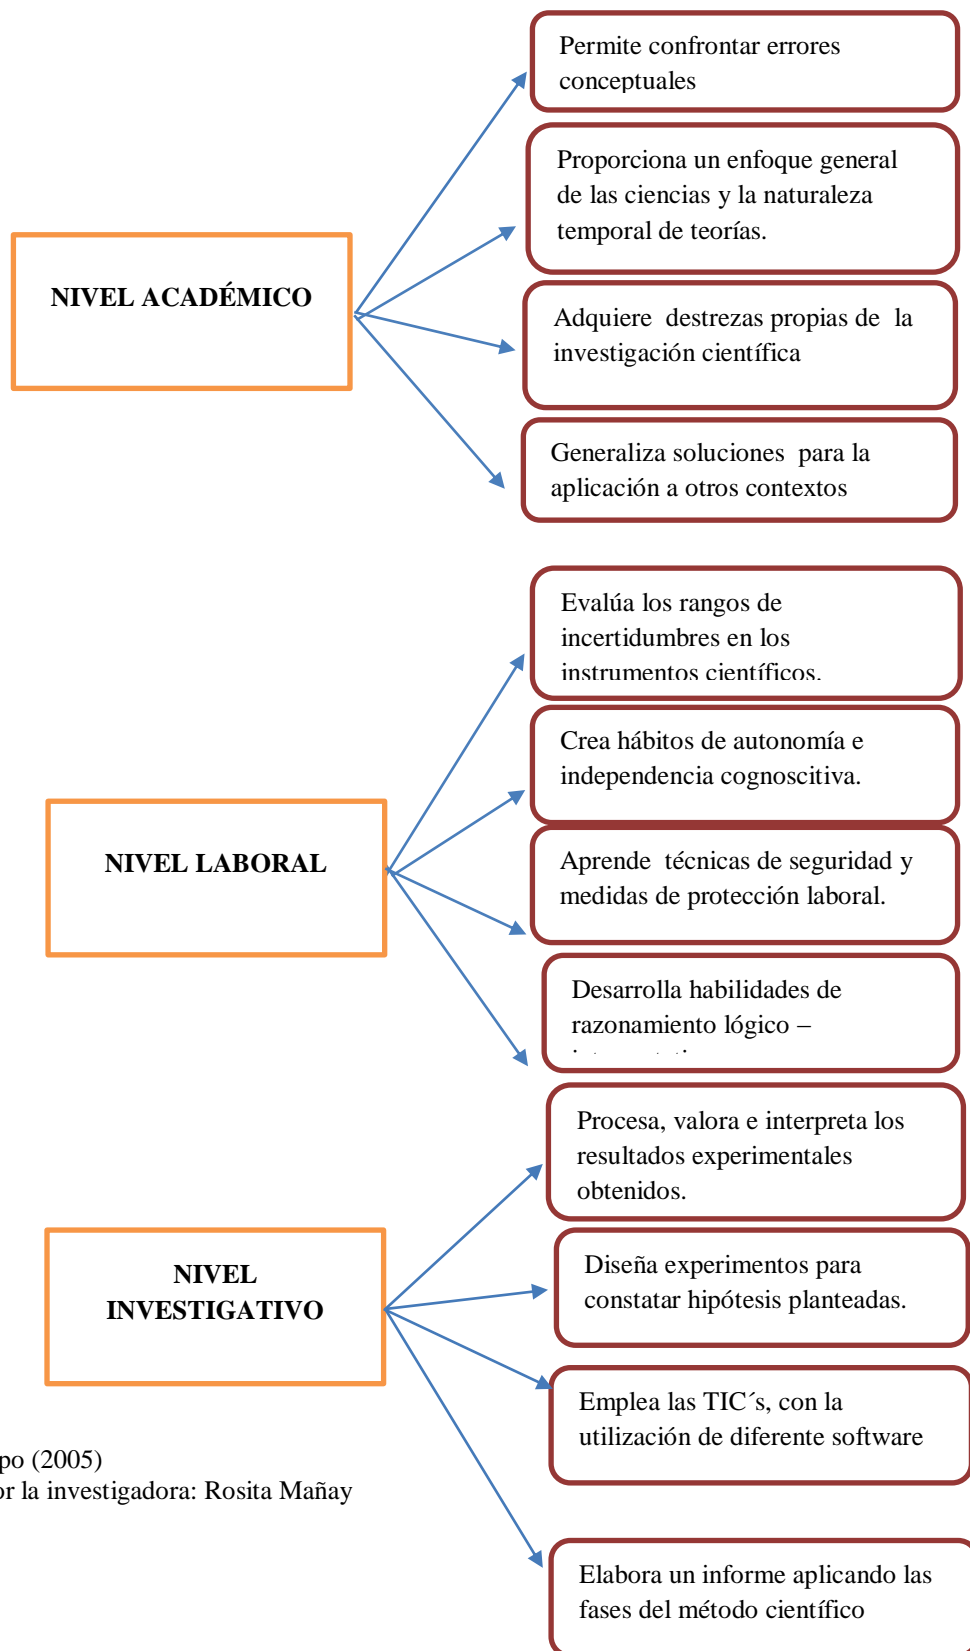 Permite confrontar errores
conceptuales
Proporciona un enfoque general
de las ciencias y la naturaleza
temporal de teorías.
NIVEL ACADÉMICO
Adquiere destrezas propias de la
investigación científica
Generaliza soluciones para la
aplicación a otros contextos
Evalúa los rangos de
incertidumbres en los
instrumentos científicos.
Crea hábitos de autonomía e
independencia cognoscitiva.
NIVEL LABORAL
Aprende técnicas de seguridad y
medidas de protección laboral.
Desarrolla habilidades de
razonamiento lógico –
Procesa, valora e interpreta los
resultados experimentales
obtenidos.
NIVEL
INVESTIGATIVO
Diseña experimentos para
constatar hipótesis planteadas.
Emplea las TIC´s, con la
utilización de diferente software
po (2005)
or la investigadora: Rosita Mañay
Elabora un informe aplicando las
fases del método científico